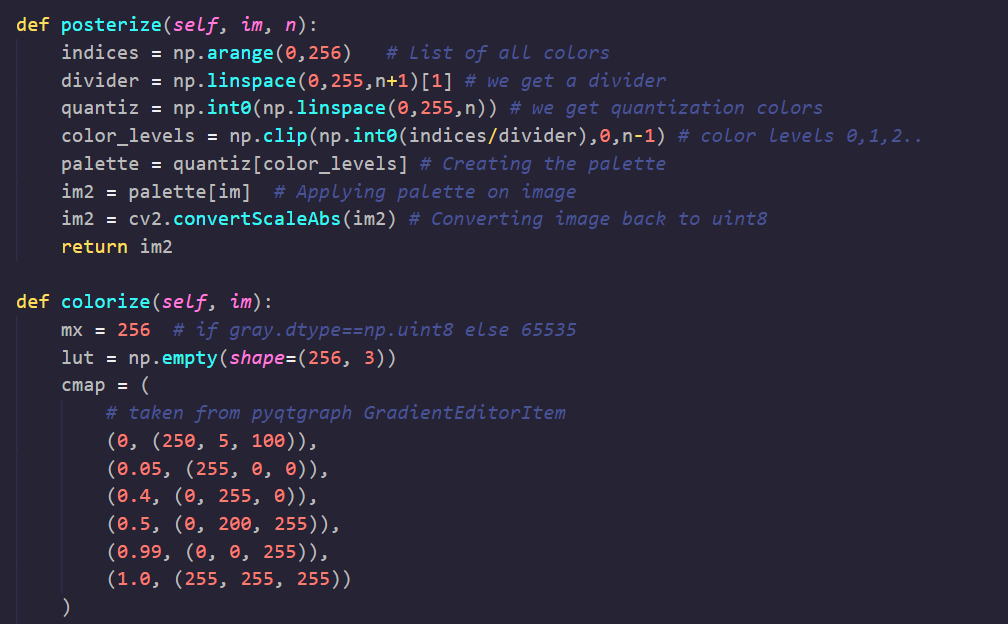 def posterize(self, im, n):
    indices = np.arange(0,256)   # List of all colors
    divider = np.linspace(0,255,n+1)[1] # we get a divider
    quantiz = np.int0(np.linspace(0,255,n)) # we get quantization colors
    color_levels = np.clip(np.int0(indices/divider),0,n-1) # color levels 0,1,2..
    palette = quantiz[color_levels] # Creating the palette
    im2 = palette[im]  # Applying palette on image
    im2 = cv2.convertScaleAbs(im2) # Converting image back to uint8
    return im2

def colorize(self, im):
    mx = 256  # if gray.dtype==np.uint8 else 65535
    lut = np.empty(shape=(256, 3))
    cmap = (
        # taken from pyqtgraph GradientEditorItem
        (0, (250, 5, 100)),
        (0.05, (255, 0, 0)),
        (0.4, (0, 255, 0)),
        (0.5, (0, 200, 255)),
        (0.99, (0, 0, 255)),
        (1.0, (255, 255, 255))
    )